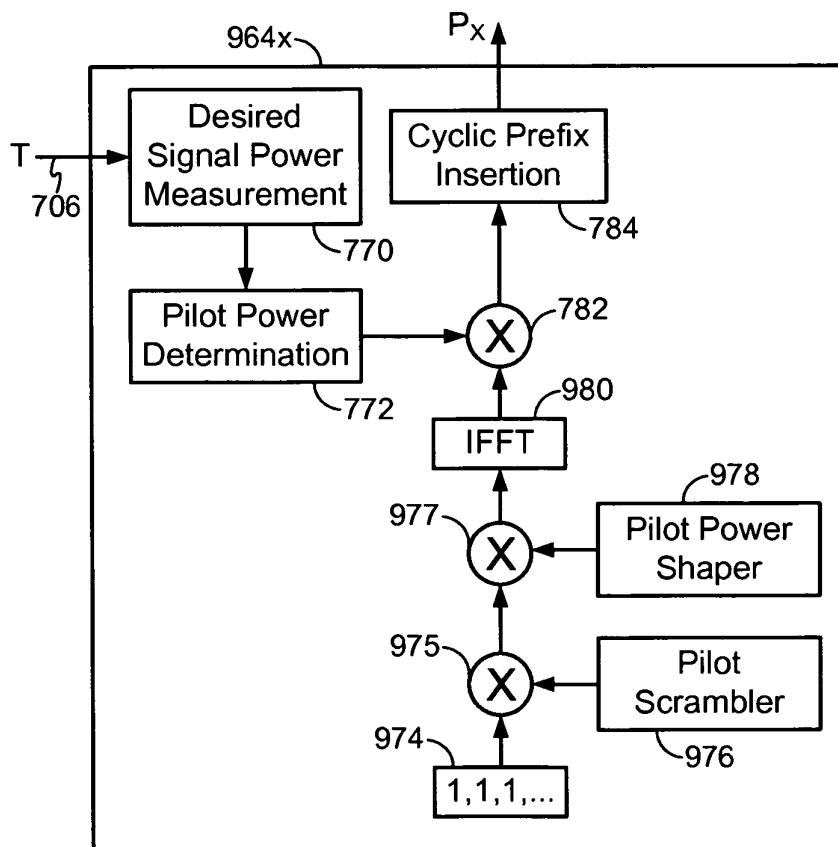 964x
Pₓ
Desired
Signal Power
Measurement
T
706
770
Cyclic Prefix
Insertion
784
Pilot Power
Determination
772
X
782
980
IFFT
978
977
X
Pilot Power
Shaper
975
X
Pilot
Scrambler
976
974
1,1,1,...